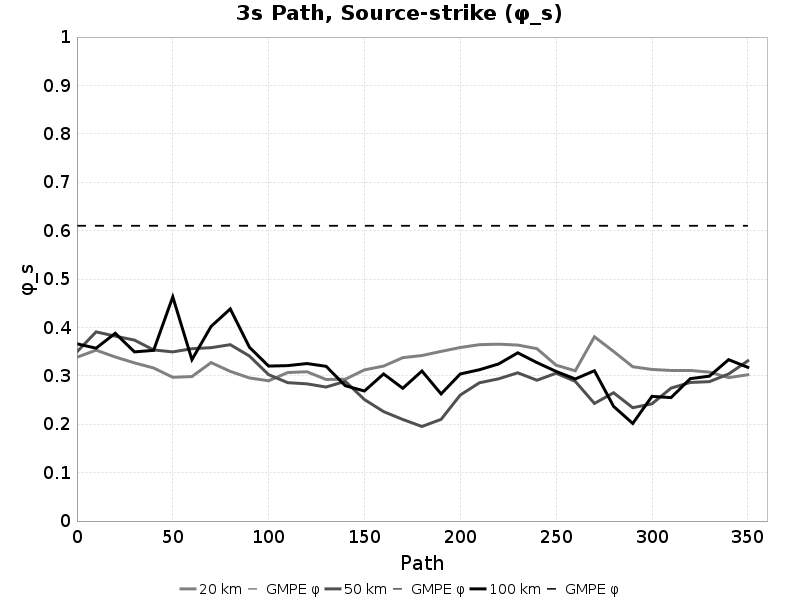 3s Path, Source-strike (φ_s)
1
0.9
0.8
0.7
0.6
0.5
0.4
0.3
0.2
0.1
0
φ_s
0 50 100 150 200 250 300 350
Path
20 km GMPE φ 50 km GMPE φ 100 km GMPE φ